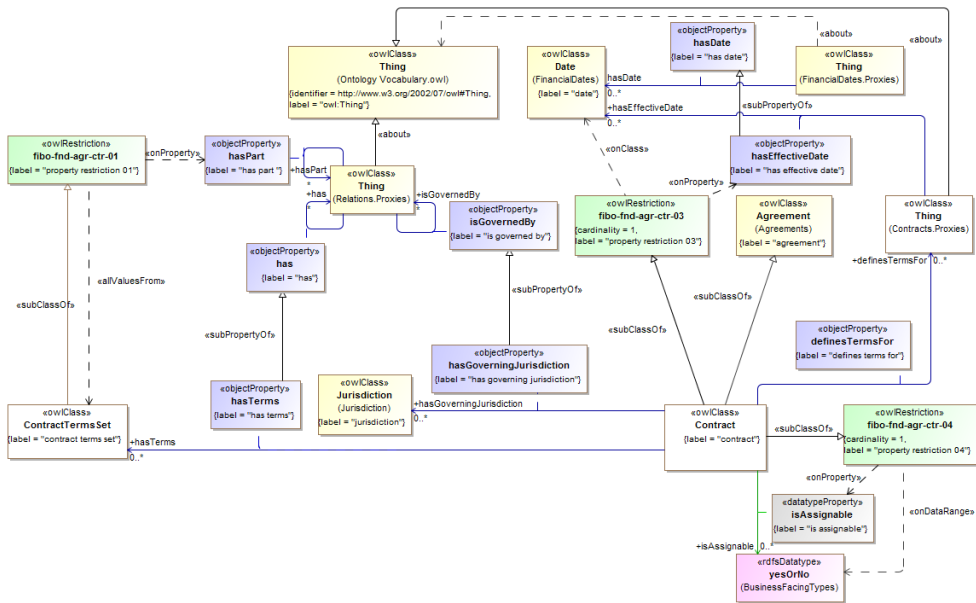 «owlClass»
Thing
(Ontology Vocabulary.owl)
{identifier = http://www.w3.org/2002/07/owl#Thing,
label = "owl:Thing"}
«owlClass»
Date
(FinancialDates)
{label = "date"}
«objectProperty»
hasDate
{label = "has date"}
«owlClass»
Thing
(FinancialDates.Proxies)
«about»
«about»
hasDate
0..*
+hasEffectiveDate
0..*
«subPropertyOf»
«about»
«owlRestriction»
fibo-fnd-agr-ctr-01
{label = "property restriction 01"}
«onProperty»
«objectProperty»
hasPart
{label = "has part "}
+hasPart
*
+has
*
«owlClass»
Thing
(Relations.Proxies)
+isGovernedBy
*
«objectProperty»
isGovernedBy
{label = "is governed by"}
«onClass»
«objectProperty»
hasEffectiveDate
{label = "has effective date"}
«onProperty»
«owlRestriction»
fibo-fnd-agr-ctr-03
{cardinality = 1,
label = "property restriction 03"}
«owlClass»
Agreement
(Agreements)
{label = "agreement"}
«owlClass»
Thing
(Contracts.Proxies)
+definesTermsFor
0..*
«objectProperty»
has
{label = "has"}
«allValuesFrom»
«subClassOf»
«subPropertyOf»
«subPropertyOf»
«subClassOf»
«subClassOf»
«objectProperty»
definesTermsFor
{label = "defines terms for"}
«objectProperty»
hasGoverningJurisdiction
{label = "has governing jurisdiction"}
«objectProperty»
hasTerms
{label = "has terms"}
«owlClass»
Jurisdiction
(Jurisdiction)
{label = "jurisdiction"}
+hasGoverningJurisdiction
0..*
«owlClass»
ContractTermsSet
{label = "contract terms set"}
+hasTerms
0..*
«owlClass»
Contract
{label = "contract"}
«subClassOf»
«owlRestriction»
fibo-fnd-agr-ctr-04
{cardinality = 1,
label = "property restriction 04"}
«onProperty»
«datatypeProperty»
isAssignable
{label = "is assignable"}
«onDataRange»
+isAssignable
0..*
«rdfsDatatype»
yesOrNo
(BusinessFacingTypes)